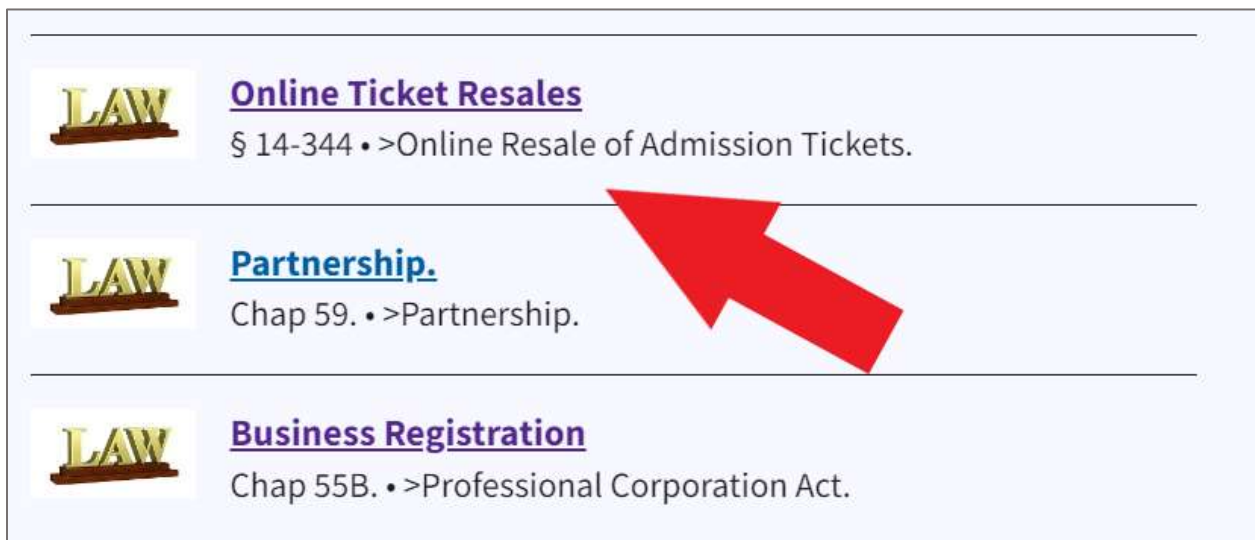 LAW
Online Ticket Resales
§ 14-344 • >Online Resale of Admission Tickets.
LAW
Partnership.
Chap 59. • >Partnership.
LAW
Business Registration
Chap 55B. • >Professional Corporation Act.